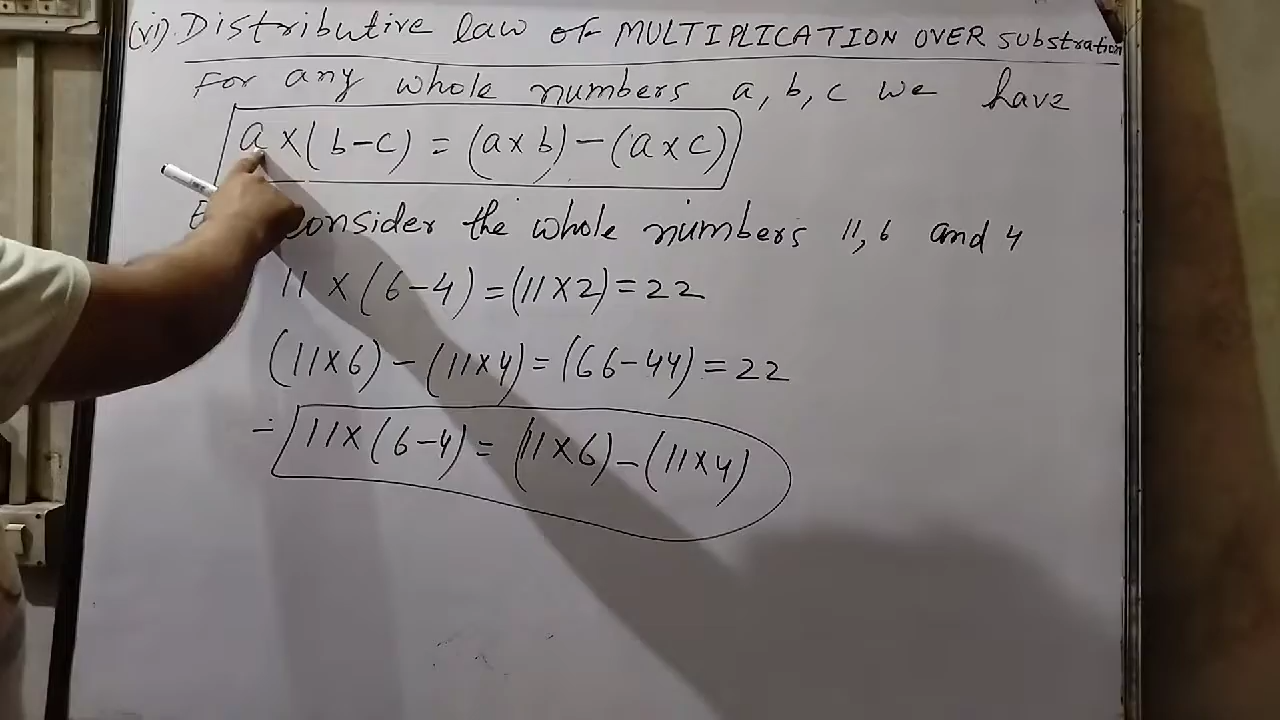 (vi). Distributive law of MULTIPLICATION OVER Substration
For any whole numbers a, b, c we have
a × (b-c) = (a×b) - (a×c)
consider the whole numbers 11, 6 and 4
11 × (6-4) = (11×2) = 22
(11×6) - (11×4) = (66-44) = 22
= 11×(6-4) = (11×6) - (11×4)